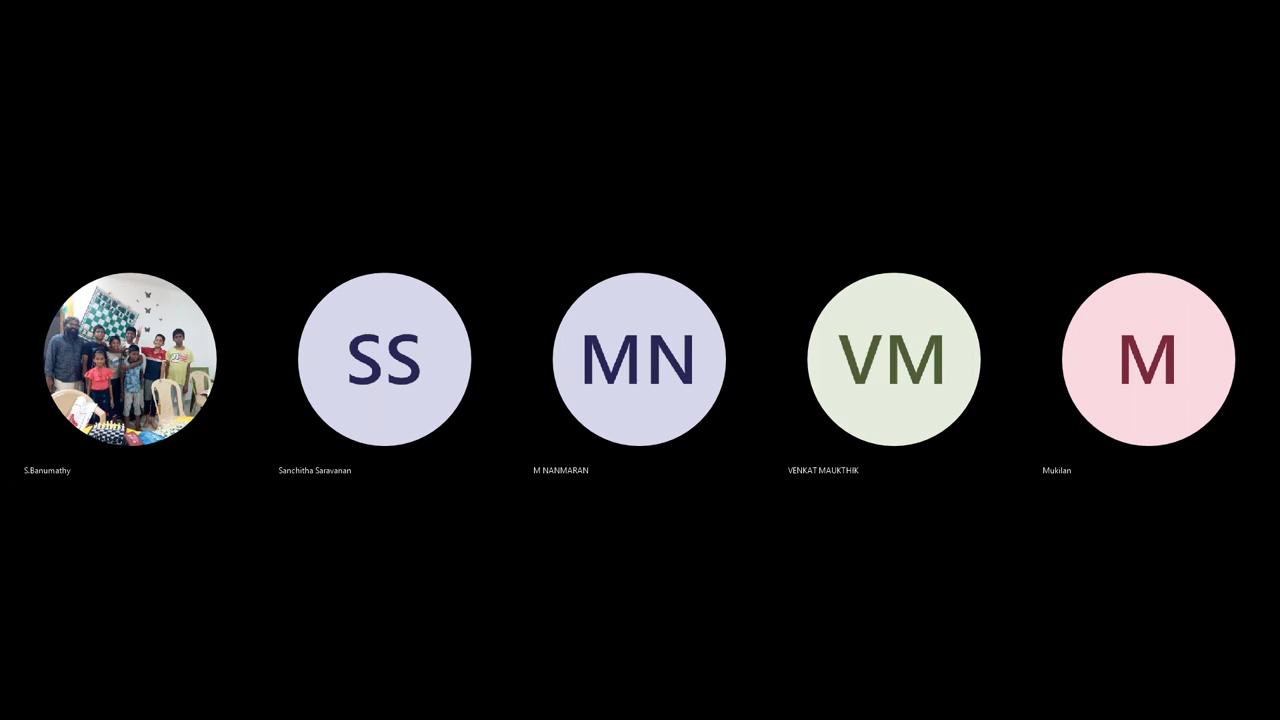 SS
MN
VM
M
S.Banumathy
Sanchitha Saravanan
M NANMARAN
VENKAT MAUKTHIK
Mukilan